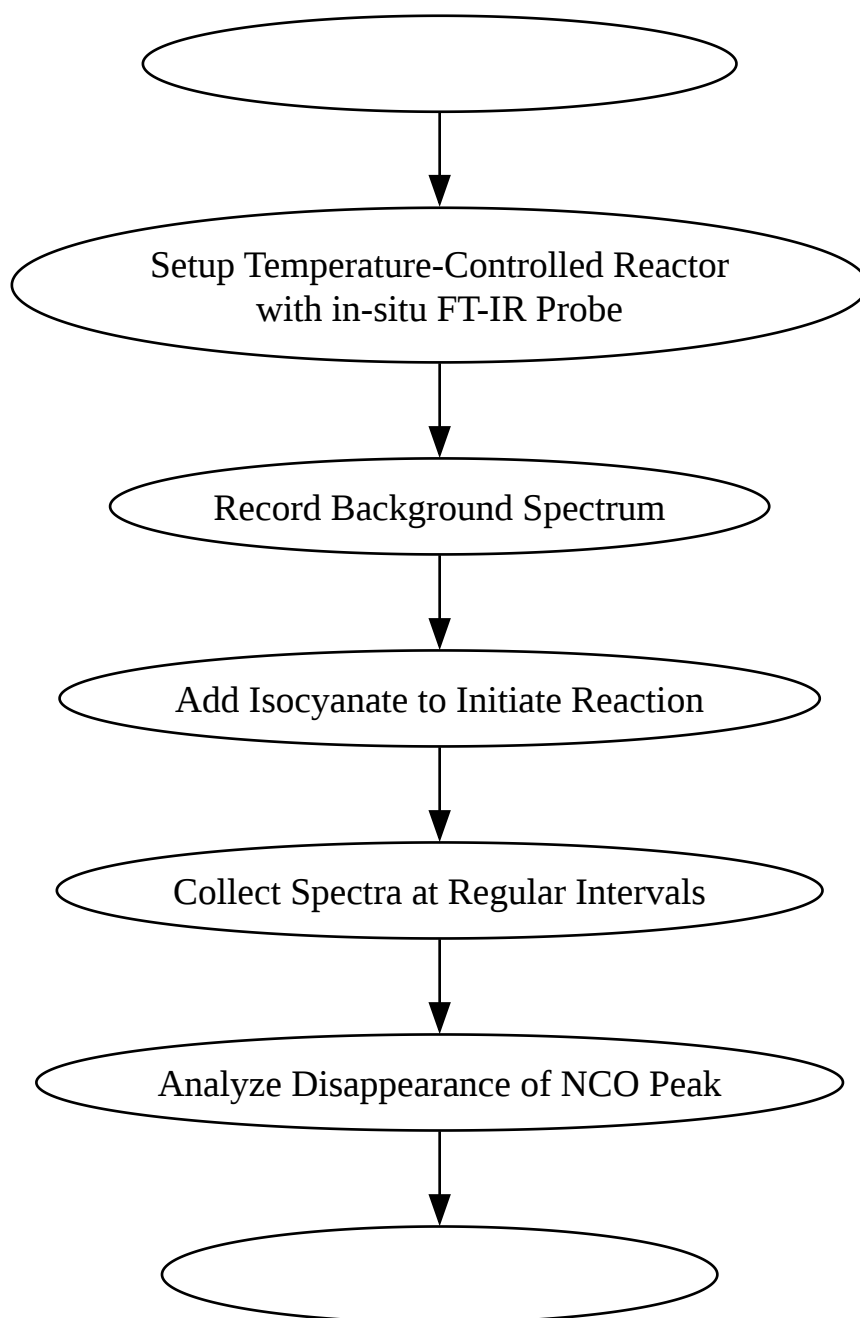 Setup Temperature-Controlled Reactor
with in-situ FT-IR Probe
Record Background Spectrum
Add Isocyanate to Initiate Reaction
Collect Spectra at Regular Intervals
Analyze Disappearance of NCO Peak